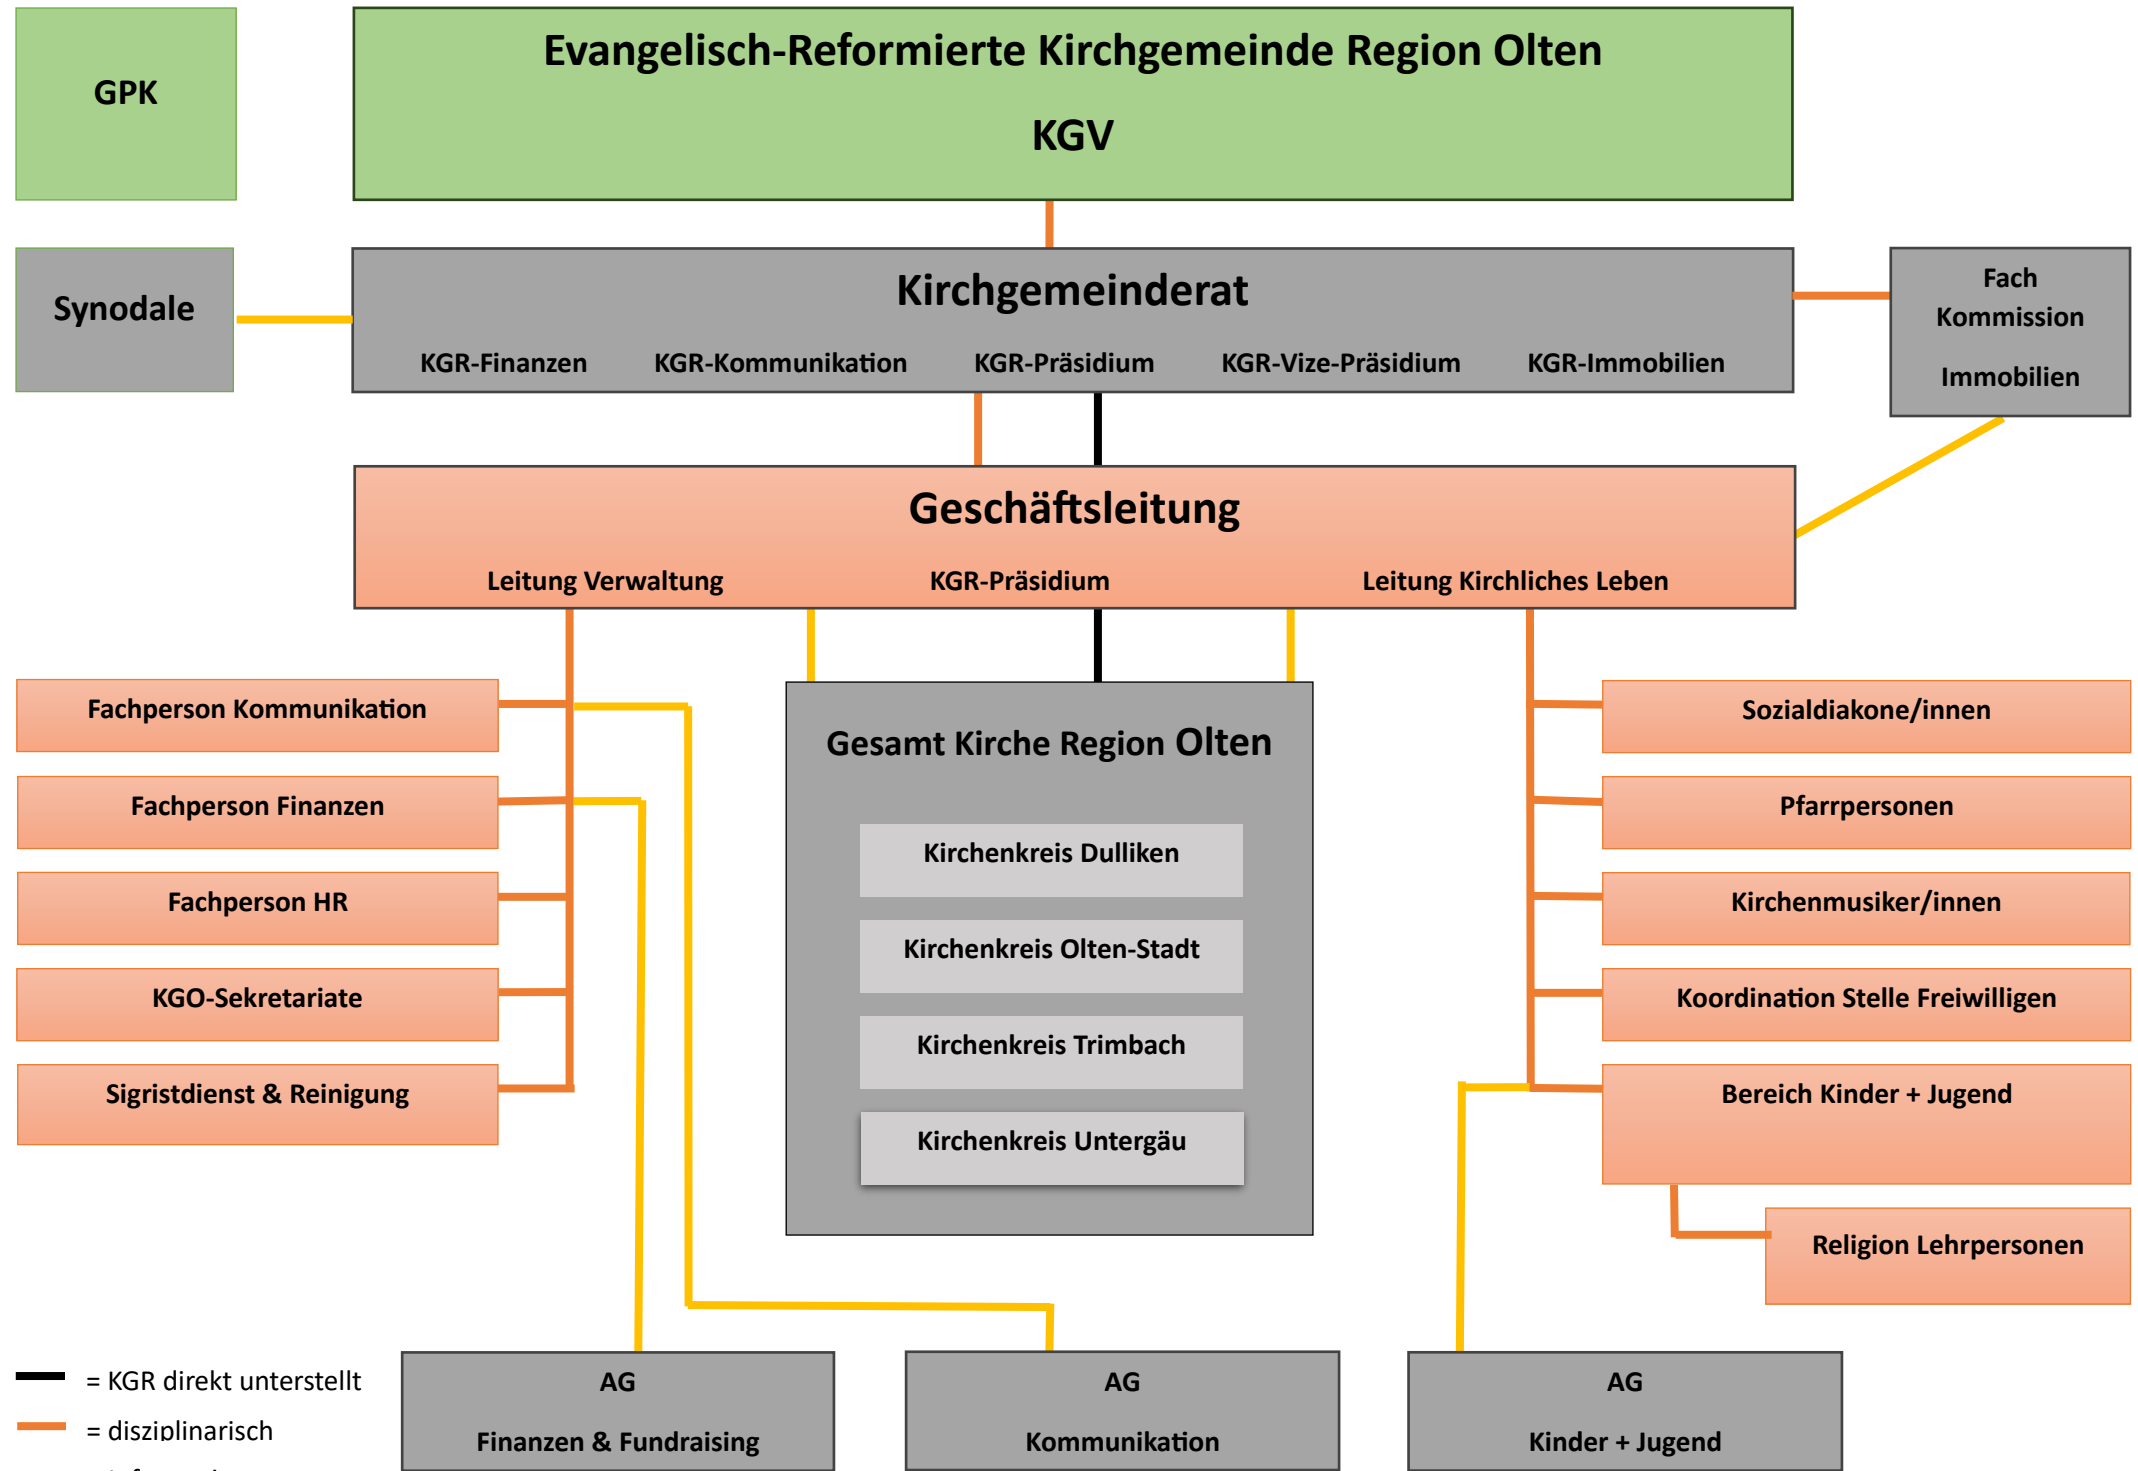 GPK
Evangelisch-Reformierte Kirchgemeinde Region Olten
KGV
Synodale
Kirchgemeinderat
KGR-Finanzen KGR-Kommunikation KGR-Präsidium KGR-Vize-Präsidium KGR-Immobilien
Fach
Kommission
Immobilien
Geschäftsleitung
Leitung Verwaltung KGR-Präsidium Leitung Kirchliches Leben
Fachperson Kommunikation
Fachperson Finanzen
Fachperson HR
KGO-Sekretariate
Sigristdienst & Reinigung
Gesamt Kirche Region Olten
Kirchenkreis Dulliken
Kirchenkreis Olten-Stadt
Kirchenkreis Trimbach
Kirchenkreis Untergäu
Sozialdiakone/innen
Pfarrpersonen
Kirchenmusiker/innen
Koordination Stelle Freiwilligen
Bereich Kinder + Jugend
Religion Lehrpersonen
= KGR direkt unterstellt
= disziplinarisch
AG
Finanzen & Fundraising
AG
Kommunikation
AG
Kinder + Jugend